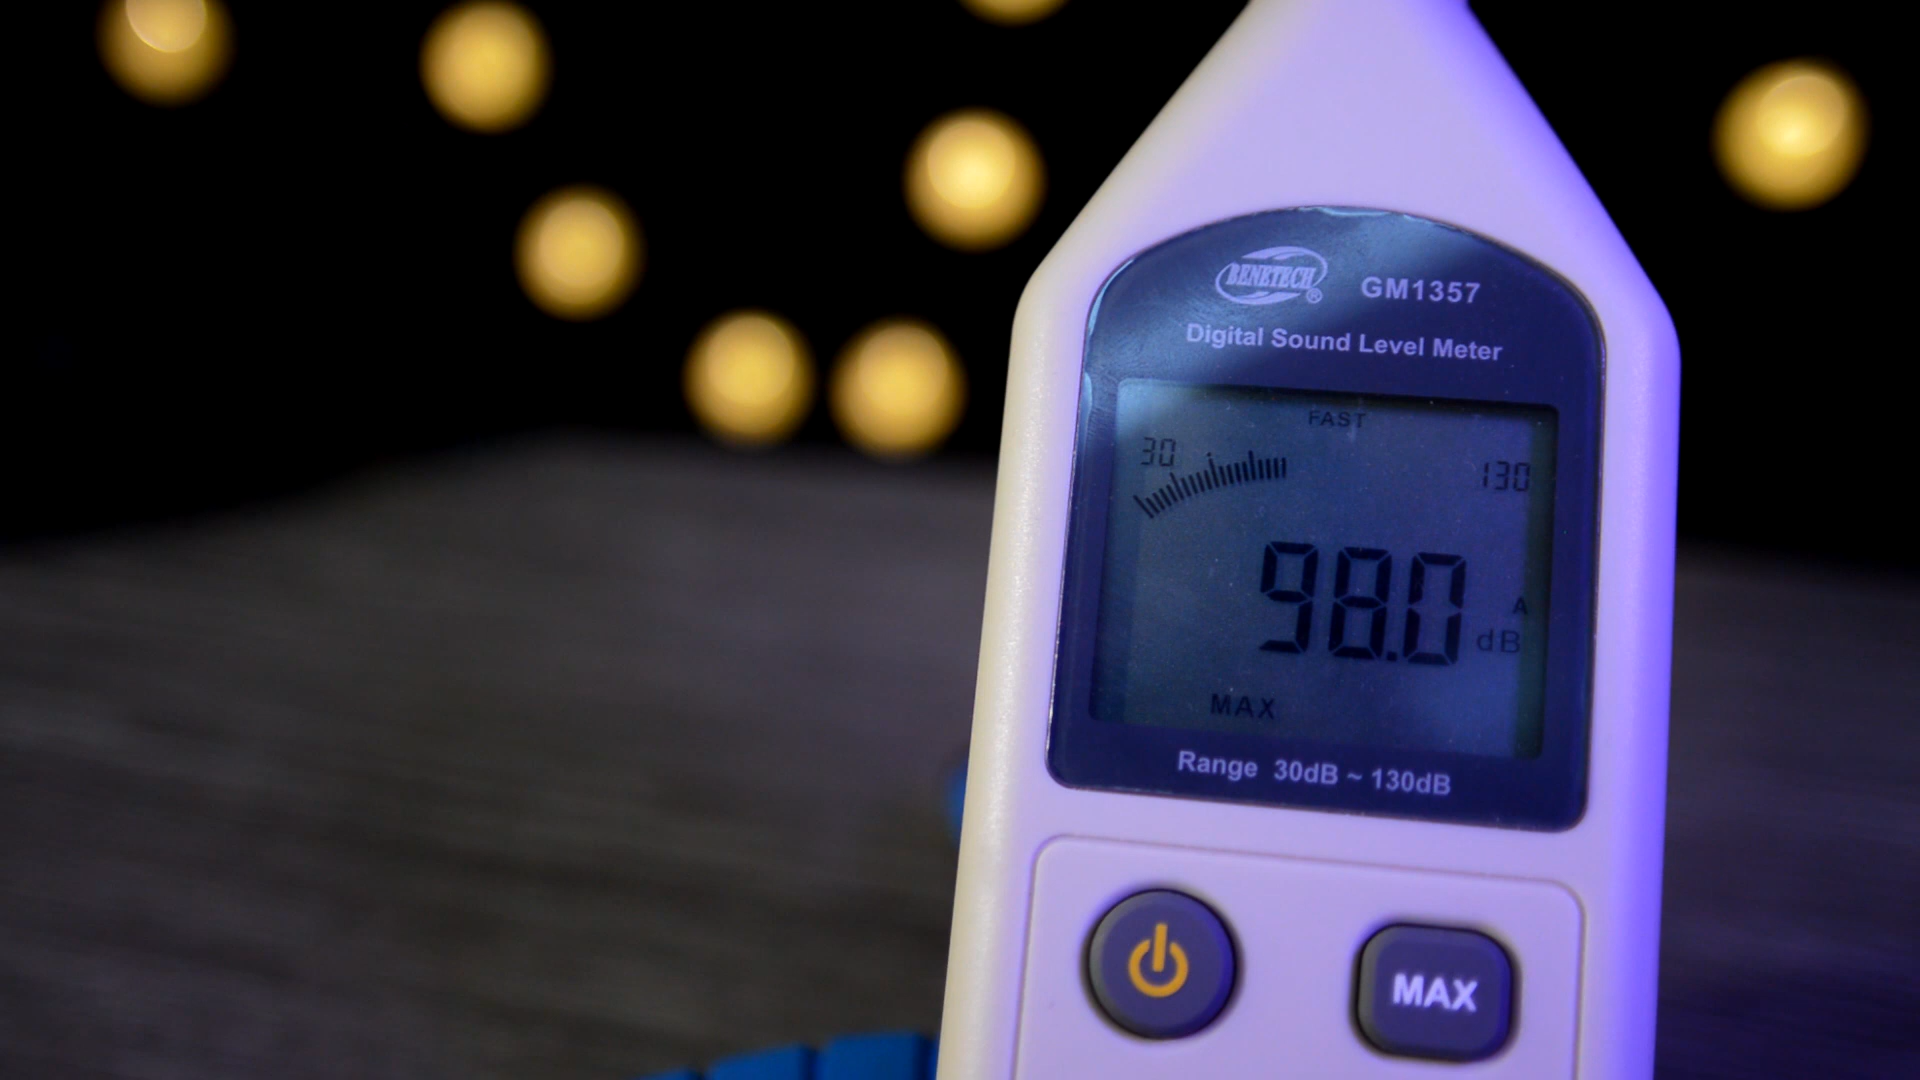 BENETECH® GM1357
Digital Sound Level Meter
FAST
30 130
98.0 A dB
MAX
Range 30dB ~ 130dB
MAX